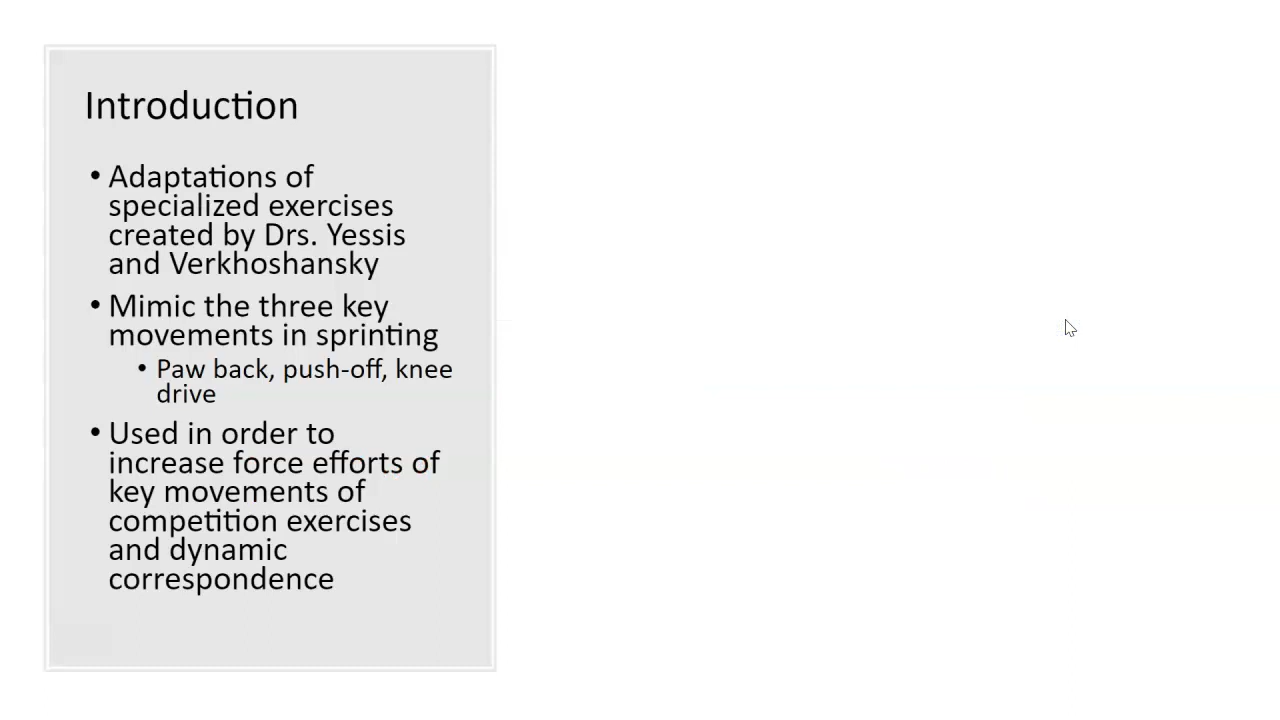 Introduction
• Adaptations of
specialized exercises
created by Drs. Yessis
and Verkhoshansky
• Mimic the three key
movements in sprinting
• Paw back, push-off, knee
drive
• Used in order to
increase force efforts of
key movements of
competition exercises
and dynamic
correspondence